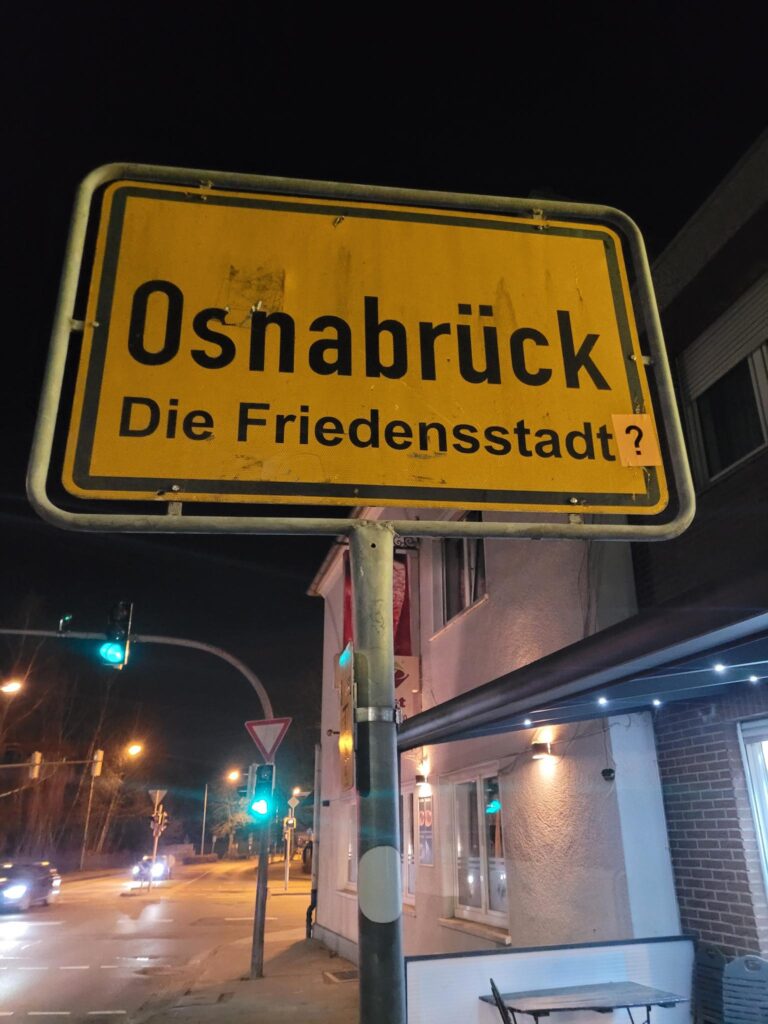 Osnabrück
Die Friedensstadt?